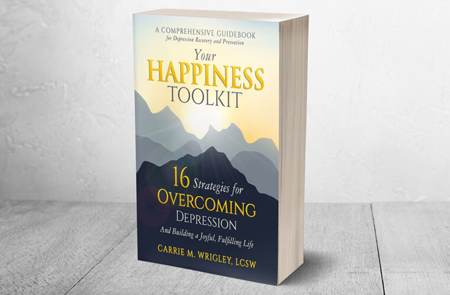 A COMPREHENSIVE GUIDEBOOK
for Depression Recovery and Prevention
Your
HAPPINESS
TOOLKIT
16 Strategies for
OVERCOMING
DEPRESSION
And Building a Joyful, Fulfilling Life
CARRIE M. WRIGLEY, LCSW